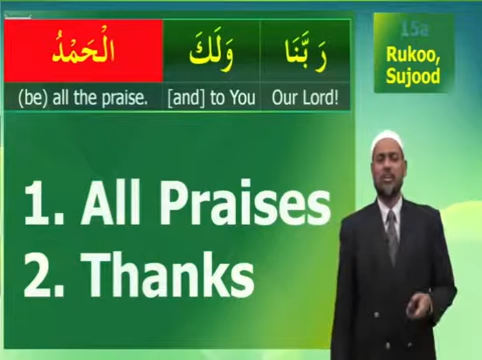 رَبَّنَا وَلَكَ الْحَمْدُ
Our Lord! [and] to You (be) all the praise.
15a
Rukoo,
Sujood
1. All Praises
2. Thanks